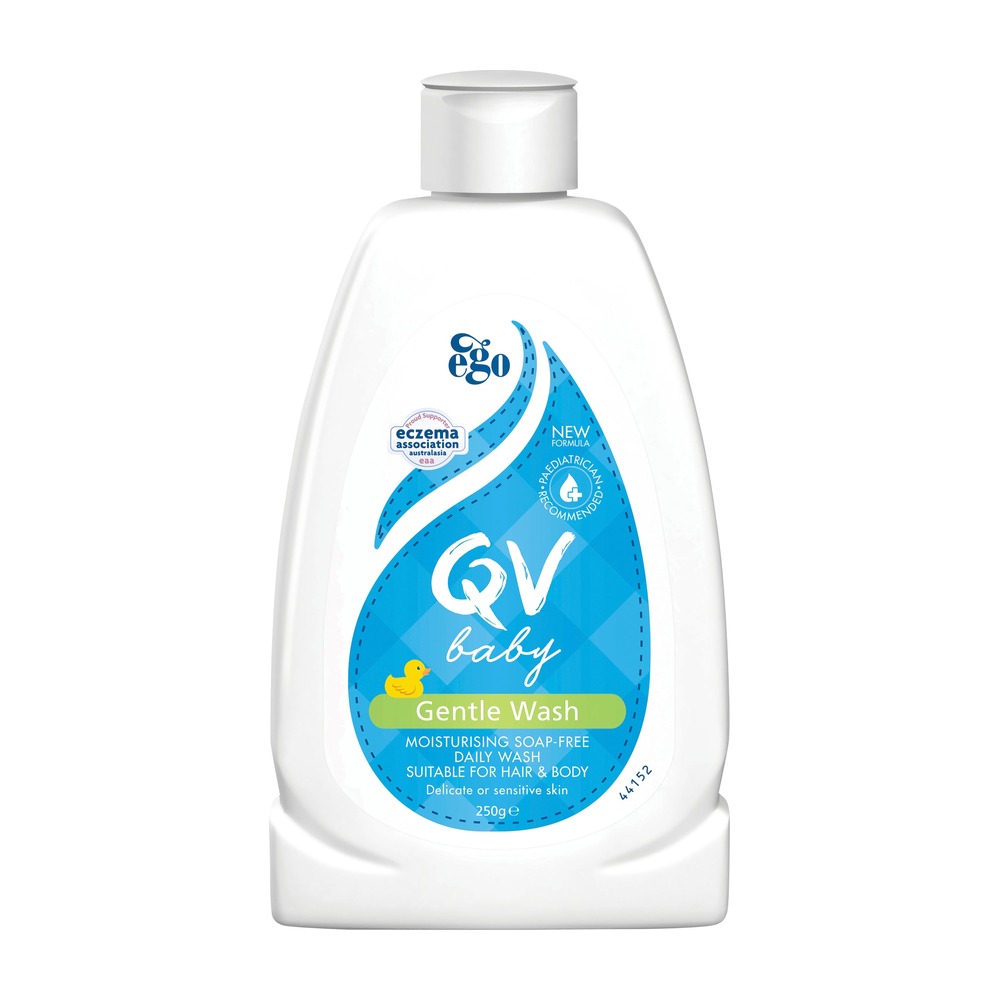 ego
Proud Supporter
eczema
association
australasia
eaa
NEW
FORMULA
• PAEDIATRICIAN •
RECOMMENDED
QV
baby
Gentle Wash
MOISTURISING SOAP-FREE
DAILY WASH
SUITABLE FOR HAIR & BODY
Delicate or sensitive skin
250g ℮
44152